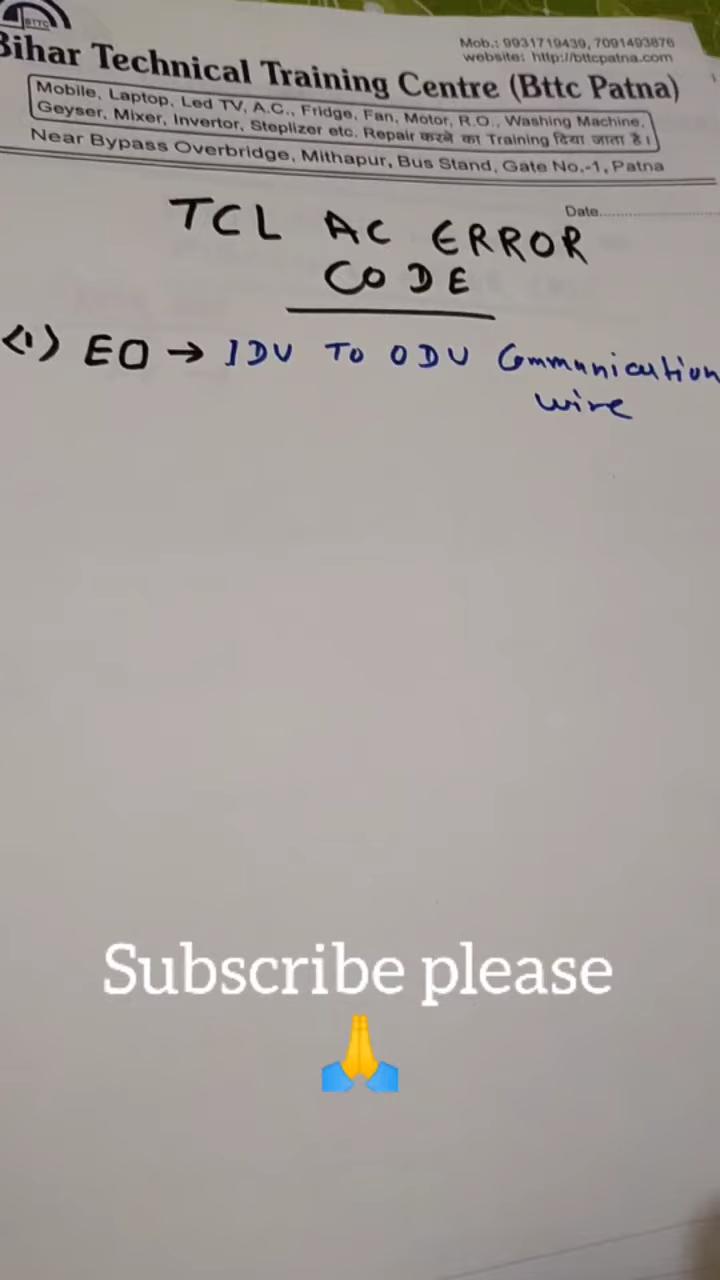 BTTC
Mob.: 9931719439, 7091493876
website: http://bttcpatna.com
Bihar Technical Training Centre (Bttc Patna)
Mobile, Laptop, Led TV, A.C., Fridge, Fan, Motor, R.O., Washing Machine,
Geyser, Mixer, Invertor, Steplizer etc. Repair करने का Training दिया जाता है।
Near Bypass Overbridge, Mithapur, Bus Stand, Gate No.-1, Patna
Date
TCL AC ERROR
CODE
(1) EO → IDU TO ODU Communication
wire
Subscribe please
🙏